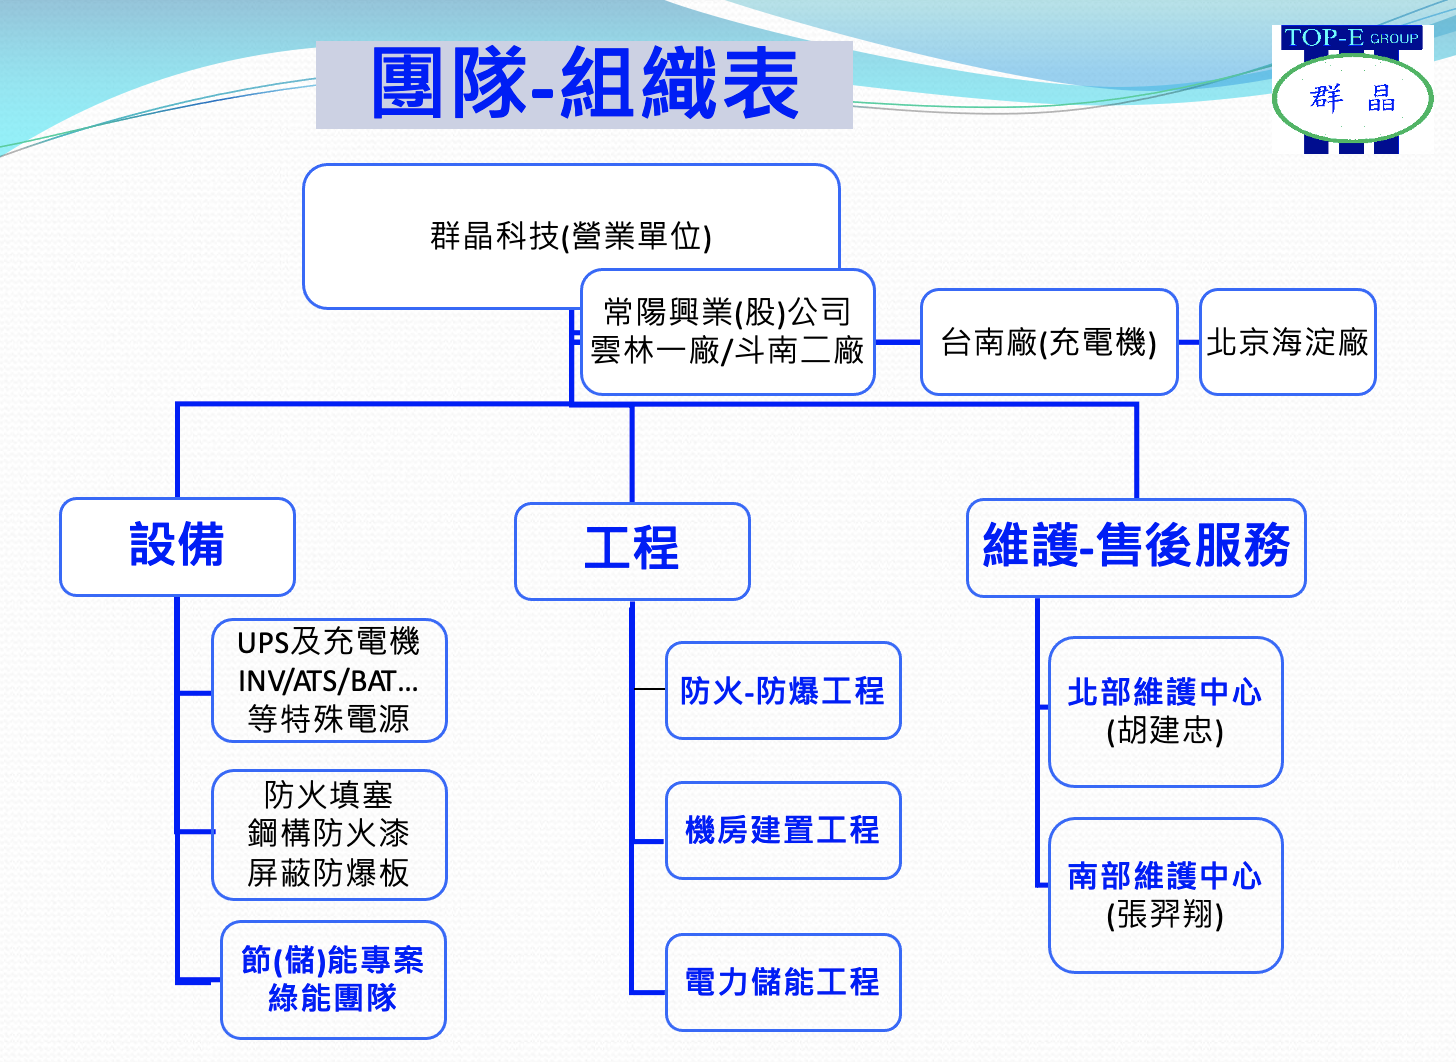 團隊-組織表
TOP-E GROUP
群 晶
群晶科技(營業單位)
常陽興業(股)公司
雲林一廠/斗南二廠
台南廠(充電機)
北京海淀廠
設備
工程
維護-售後服務
UPS及充電機
INV/ATS/BAT...
等特殊電源
防火填塞
鋼構防火漆
屏蔽防爆板
節(儲)能專案
綠能團隊
防火-防爆工程
機房建置工程
電力儲能工程
北部維護中心
(胡建忠)
南部維護中心
(張羿翔)